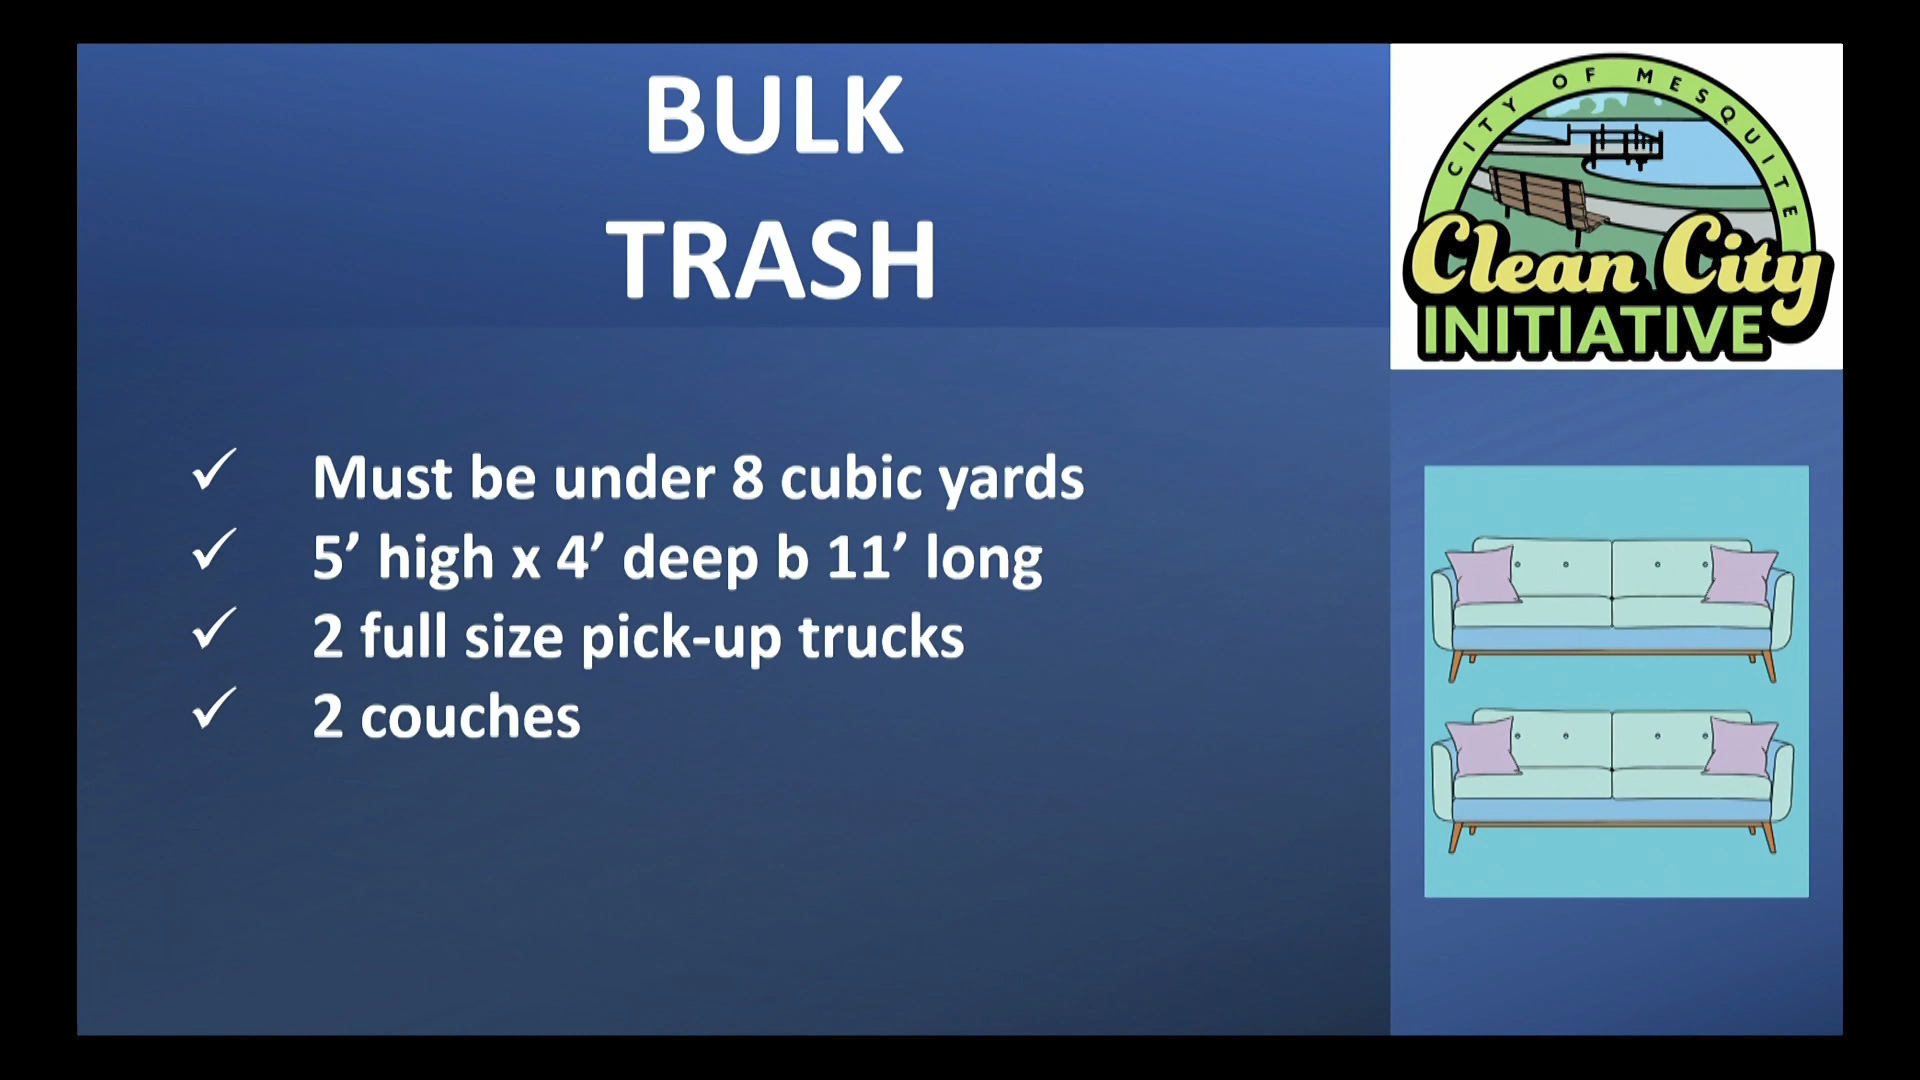 BULK
TRASH
CITY OF MESQUITE
Clean City
INITIATIVE
✓ Must be under 8 cubic yards
✓ 5’ high x 4’ deep b 11’ long
✓ 2 full size pick-up trucks
✓ 2 couches